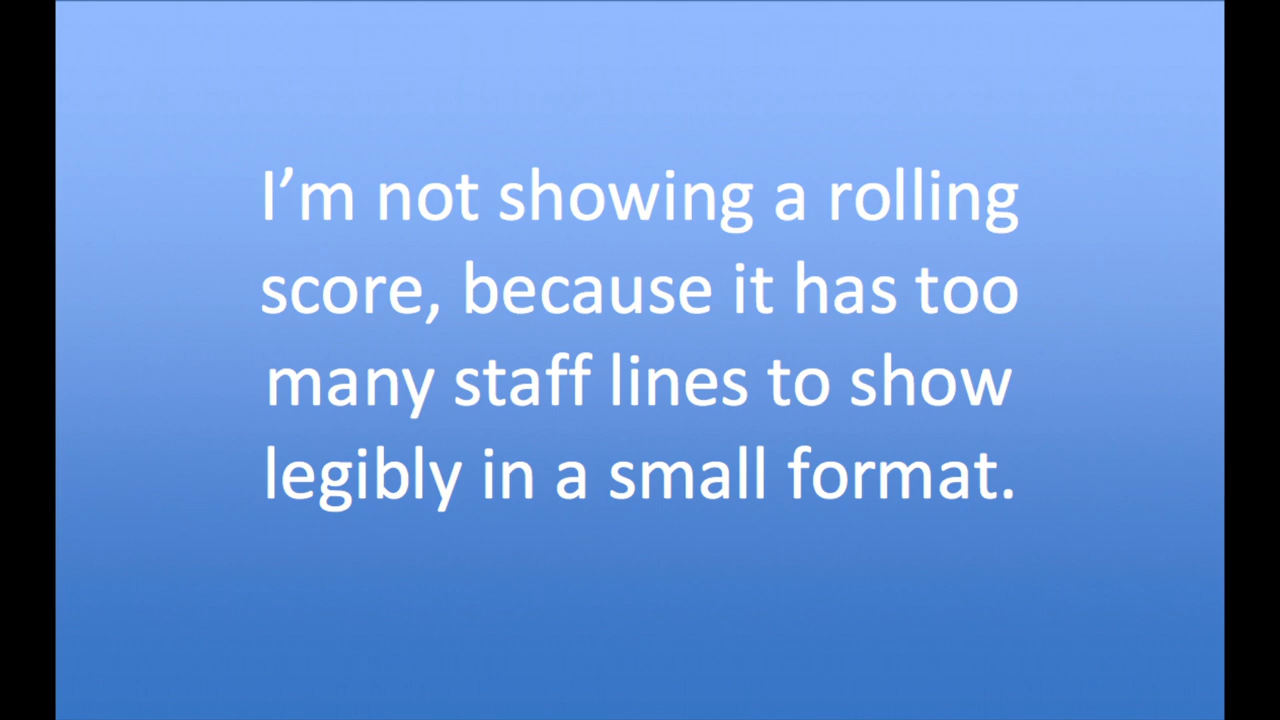 I’m not showing a rolling
score, because it has too
many staff lines to show
legibly in a small format.